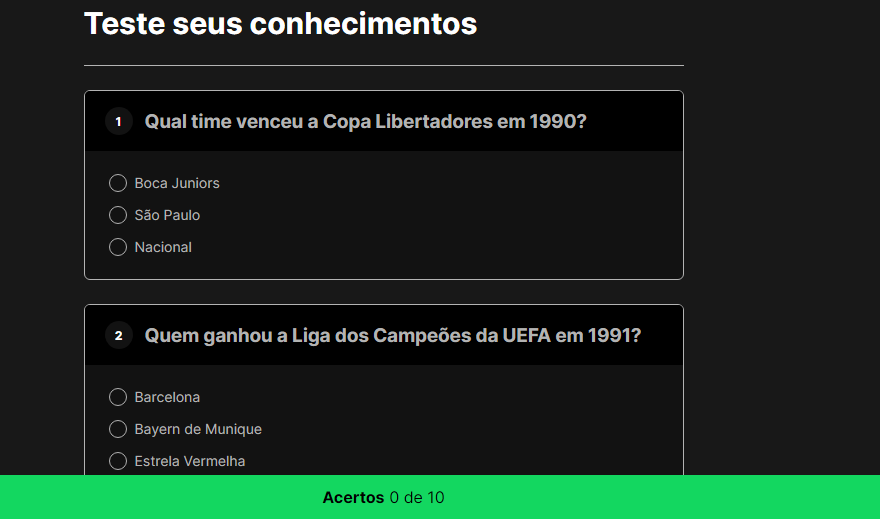 Teste seus conhecimentos
1 Qual time venceu a Copa Libertadores em 1990?
Boca Juniors
São Paulo
Nacional
2 Quem ganhou a Liga dos Campeões da UEFA em 1991?
Barcelona
Bayern de Munique
Estrela Vermelha
Acertos 0 de 10